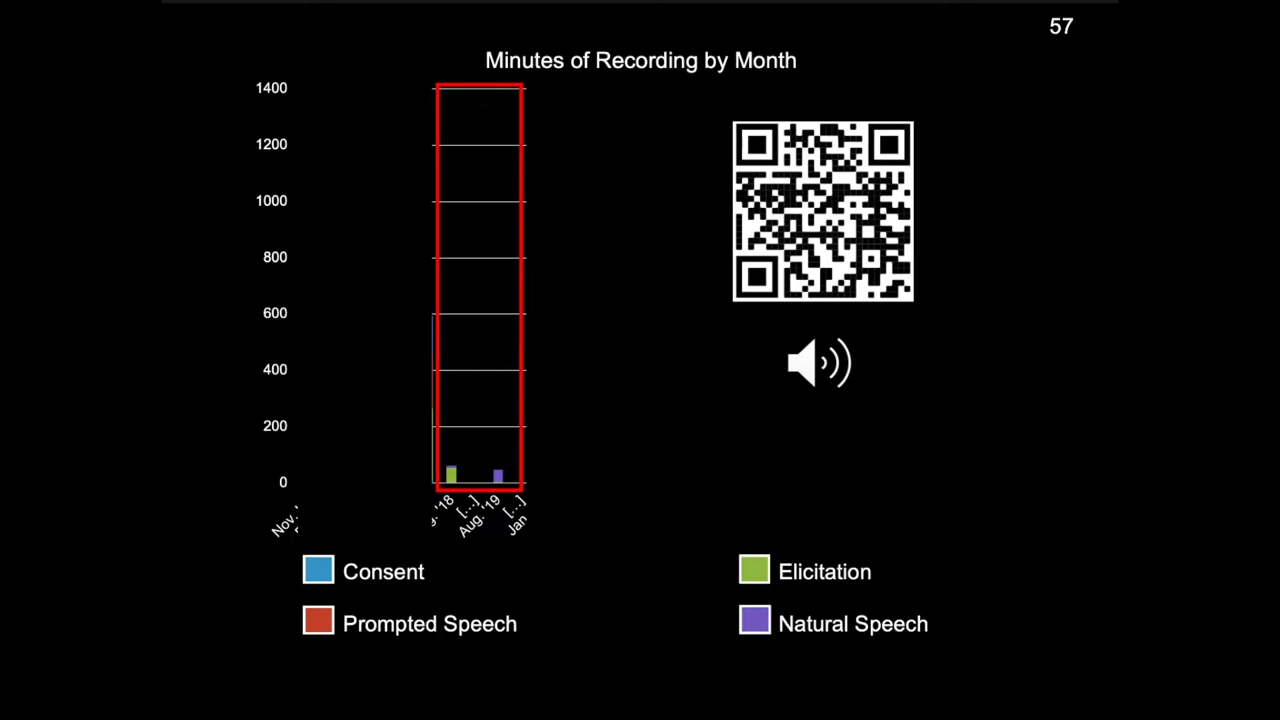 57
Minutes of Recording by Month
1400
1200
1000
800
600
400
200
0
Nov. '
'18
[...]
Aug. '19
[...]
Jan
Consent
Elicitation
Prompted Speech
Natural Speech